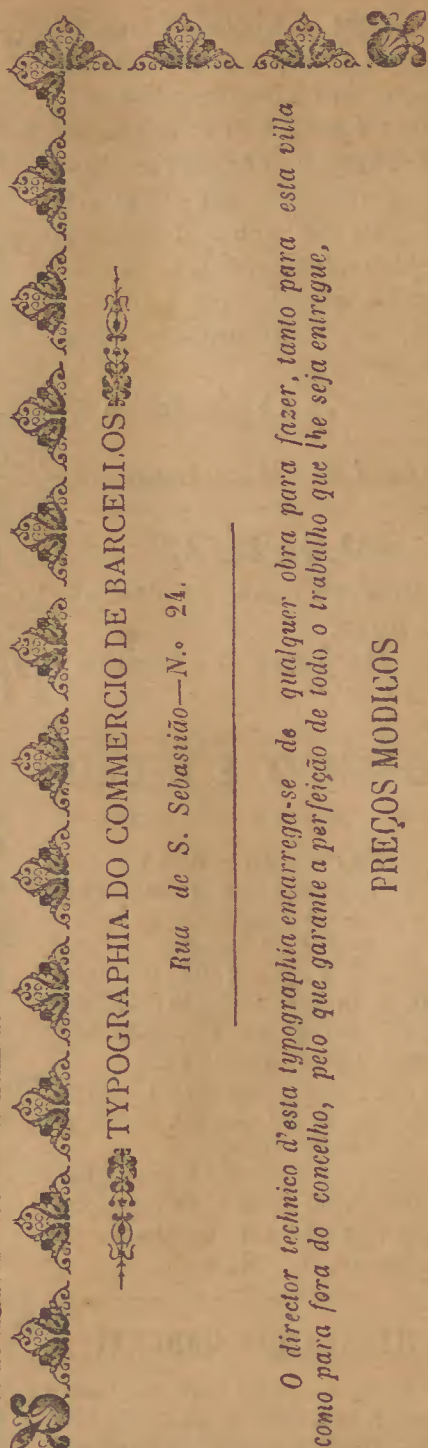 TYPOGRAPHIA DO COMMERCIO DE BARCELLOS
Rua de S. Sebastião—N.º 24.
O director technico d'esta typographia encarrega-se de qualquer obra para fazer, tanto para esta villa
como para fora do concelho, pelo que garante a perfeição de todo o trabalho que lhe seja entregue,
PREÇOS MODICOS